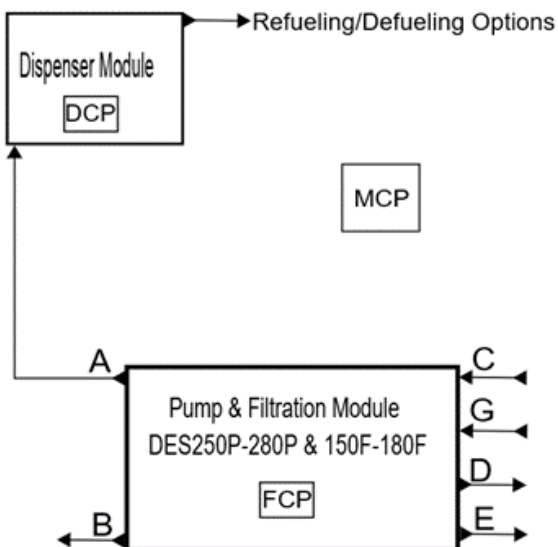 Refueling/Defueling Options
Dispenser Module
DCP
MCP
A
C
Pump & Filtration Module
G
DES250P-280P & 150F-180F
D
FCP
B
E